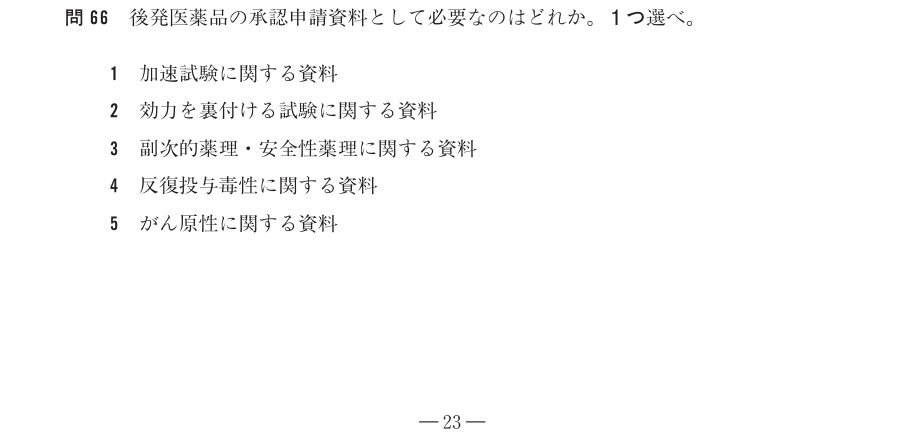 問 66 後発医薬品の承認申請資料として必要なのはどれか。1つ選べ。
1 加速試験に関する資料
2 効力を裏付ける試験に関する資料
3 副次的薬理・安全性薬理に関する資料
4 反復投与毒性に関する資料
5 がん原性に関する資料
— 23 —